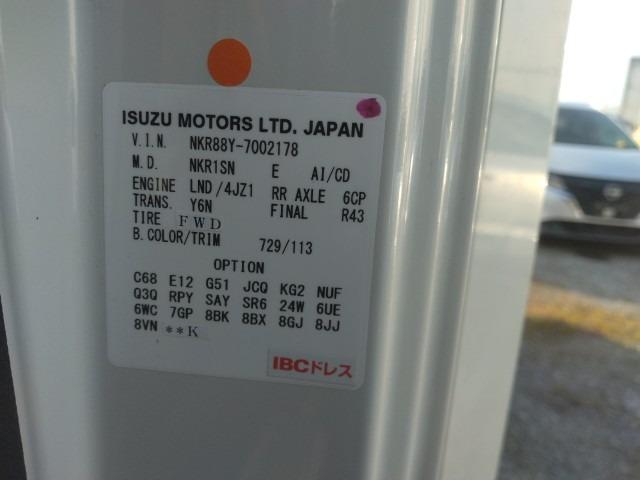 ISUZU MOTORS LTD. JAPAN
V.I.N. NKR88Y-7002178
M.D. NKR1SN E AI/CD
ENGINE LND/4JZ1 RR AXLE 6CP
TRANS. Y6N FINAL R43
TIRE FWD
B.COLOR/TRIM 729/113
OPTION
C68 E12 G51 JCQ KG2 NUF
Q3Q RPY SAY SR6 24W 6UE
6WC 7GP 8BK 8BX 8GJ 8JJ
8VN **K
IBCドレス